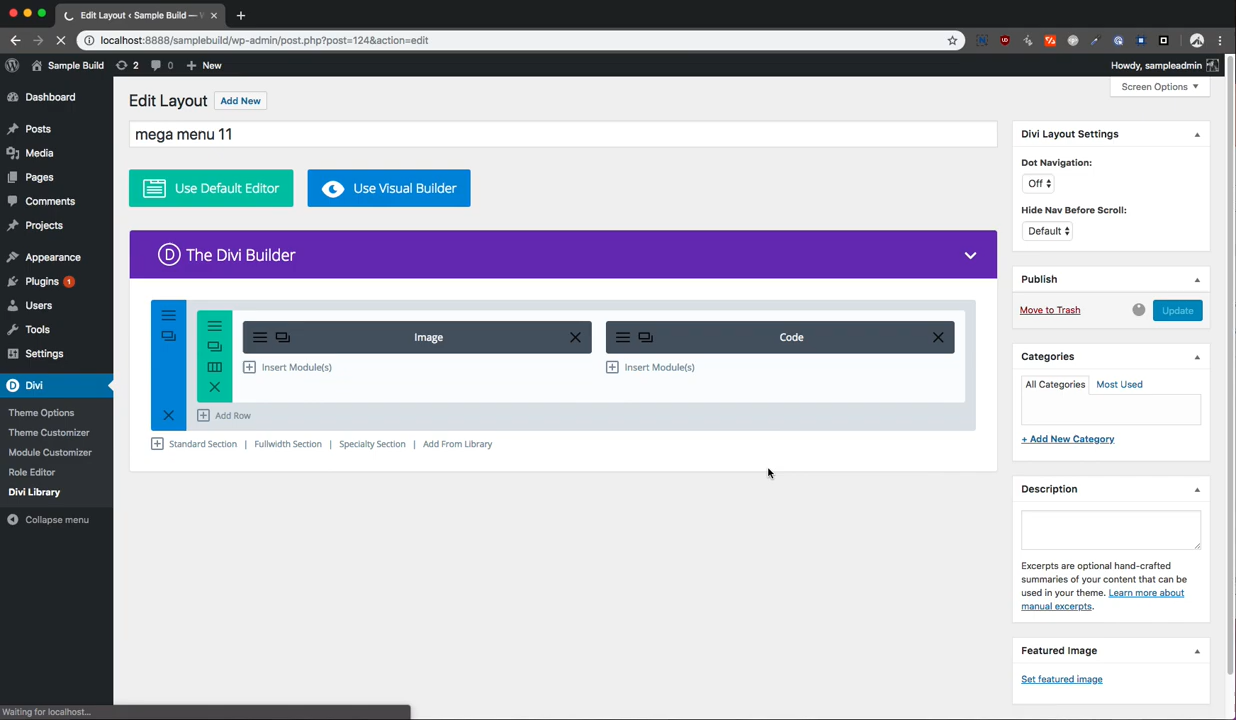 Edit Layout ‹ Sample Build — W
localhost:8888/samplebuild/wp-admin/post.php?post=124&action=edit
Sample Build
2
0
New
Howdy, sampleadmin
Dashboard
Posts
Media
Pages
Comments
Projects
Appearance
Plugins 1
Users
Tools
Settings
Divi
Theme Options
Theme Customizer
Module Customizer
Role Editor
Divi Library
Collapse menu
Screen Options
Edit Layout
Add New
mega menu 11
Use Default Editor
Use Visual Builder
D The Divi Builder
Image
Code
Insert Module(s)
Insert Module(s)
Add Row
Standard Section | Fullwidth Section | Specialty Section | Add From Library
Divi Layout Settings
Dot Navigation:
Off
Hide Nav Before Scroll:
Default
Publish
Move to Trash
Update
Categories
All Categories
Most Used
+ Add New Category
Description
Excerpts are optional hand-crafted
summaries of your content that can be
used in your theme. Learn more about
manual excerpts.
Featured Image
Set featured image
Waiting for localhost...